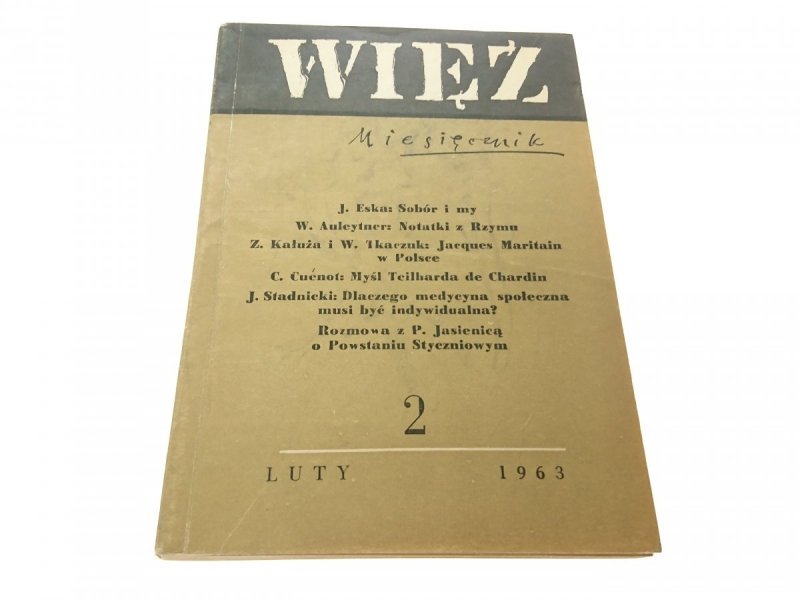 WIĘŹ
Miesięcznik
J. Eska: Sobór i my
W. Auleytner: Notatki z Rzymu
Z. Kałuża i W. Tkaczuk: Jacques Maritain
w Polsce
C. Cuénot: Myśl Teilharda de Chardin
J. Stadnicki: Dlaczego medycyna społeczna
musi być indywidualna?
Rozmowa z P. Jasienicą
o Powstaniu Styczniowym
2
LUTY 1963